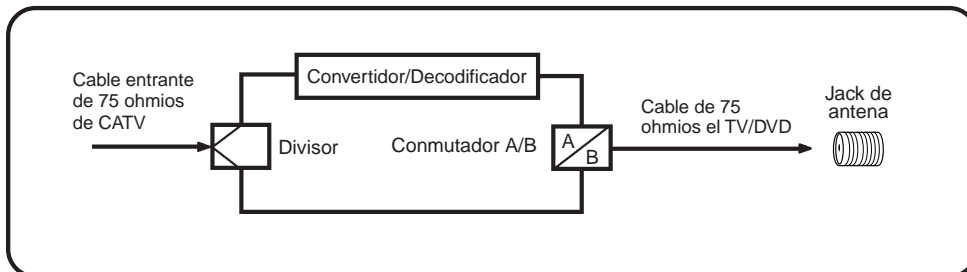 Cable entrante
de 75 ohmios
de CATV
Convertidor/Decodificador
Divisor
Conmutador A/B
A
B
Cable de 75
ohmios el TV/DVD
Jack de
antena